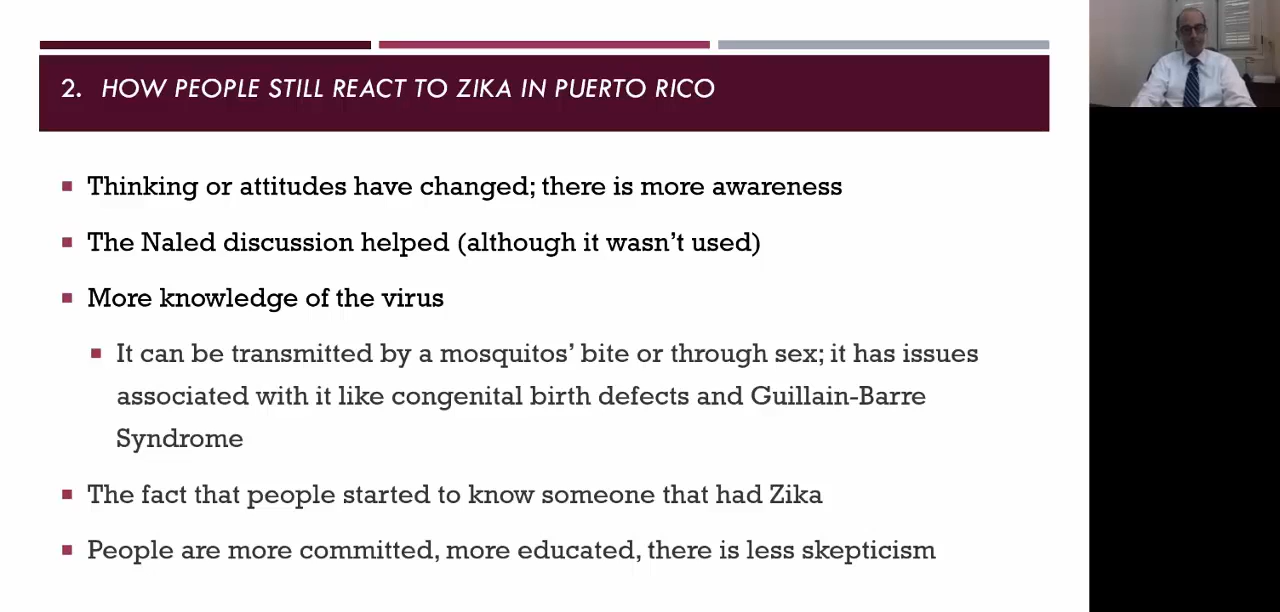 2. HOW PEOPLE STILL REACT TO ZIKA IN PUERTO RICO
Thinking or attitudes have changed; there is more awareness
The Naled discussion helped (although it wasn't used)
More knowledge of the virus
It can be transmitted by a mosquitos' bite or through sex; it has issues
associated with it like congenital birth defects and Guillain-Barre
Syndrome
The fact that people started to know someone that had Zika
People are more committed, more educated, there is less skepticism